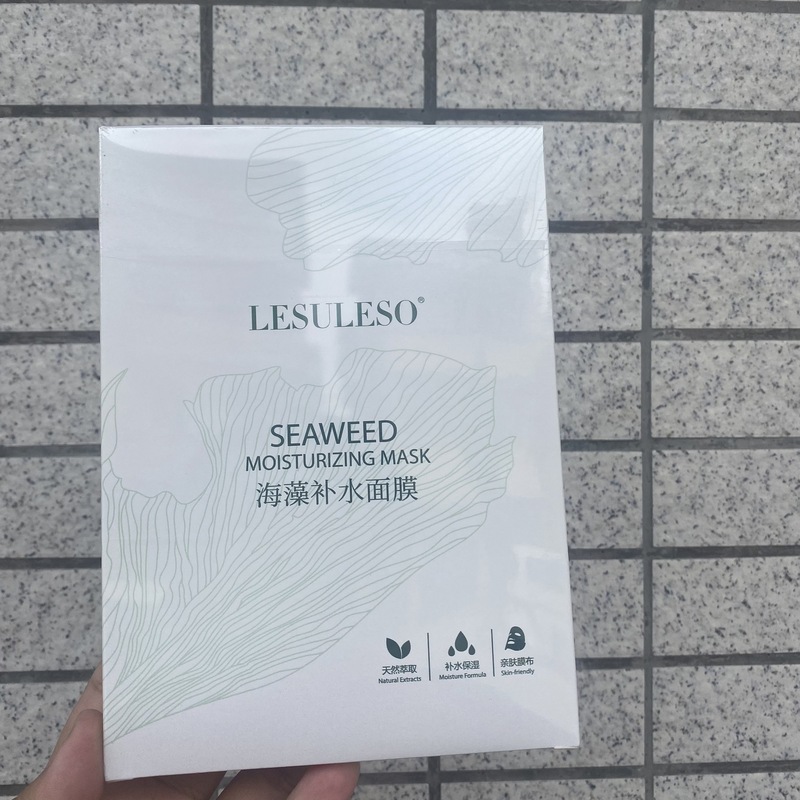 LESULESO®
SEAWEED
MOISTURIZING MASK
海藻补水面膜
天然萃取
Natural Extracts
补水保湿
Moisture Formula
亲肤膜布
Skin-friendly